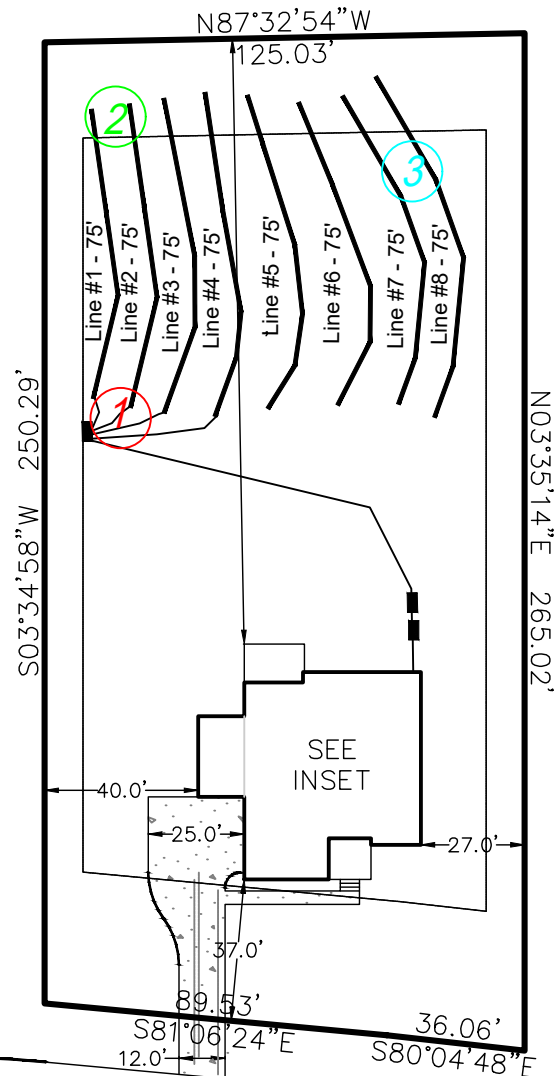 N87°32'54"W
125.03'
2
3
Line #1 - 75'
Line #2 - 75'
Line #3 - 75'
Line #4 - 75'
Line #5 - 75'
Line #6 - 75'
Line #7 - 75'
Line #8 - 75'
1
S03°34'58"W 250.29'
N03°35'14"E 265.02'
SEE
INSET
40.0'
25.0'
27.0'
37.0'
89.53'
S81°06'24"E
36.06'
S80°04'48"E
12.0'